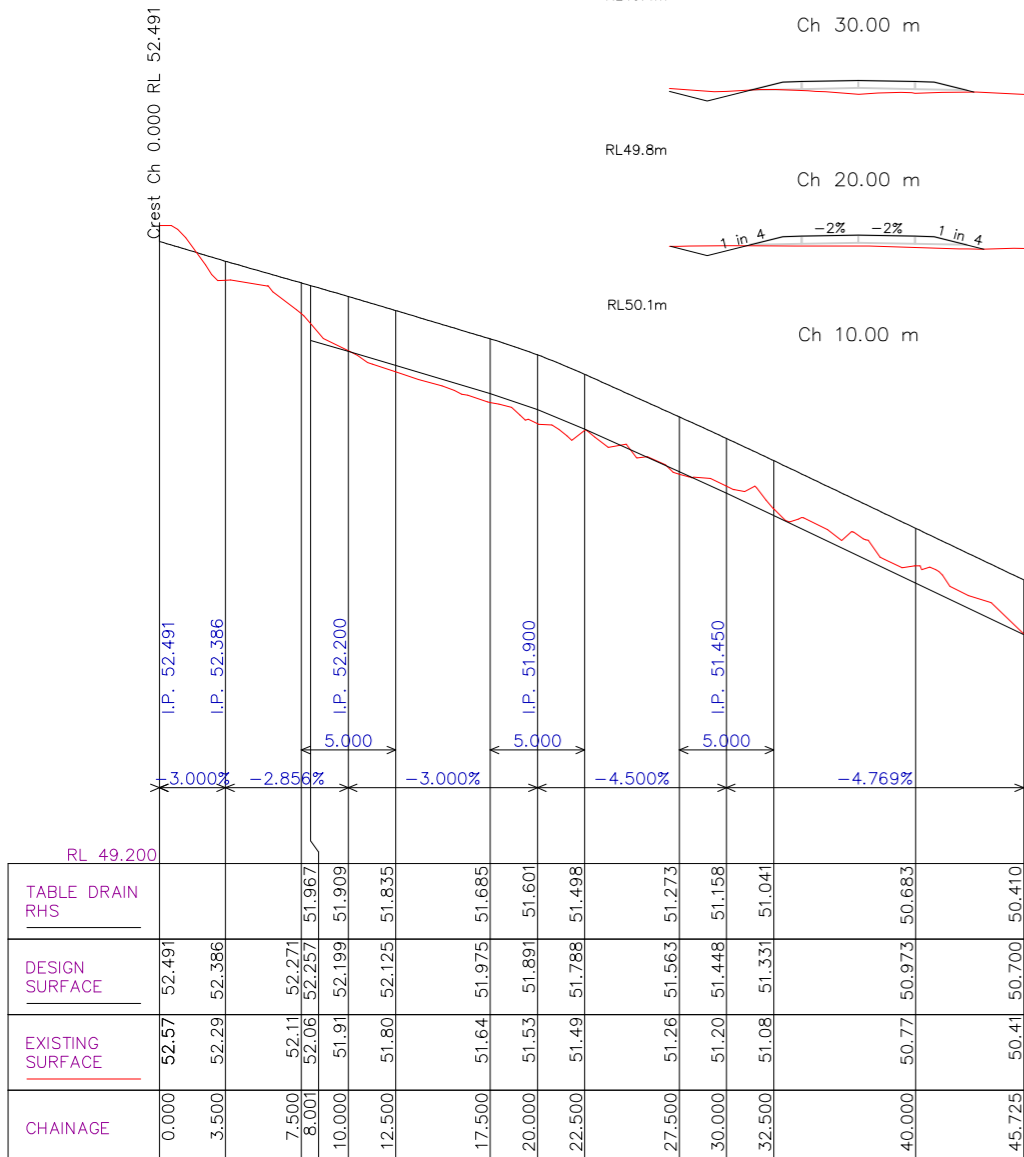 Ch 30.00 m
Crest Ch 0.000 RL 52.491
RL49.8m
Ch 20.00 m
1 in 4 -2% -2% 1 in 4
RL50.1m
Ch 10.00 m
I.P. 52.491
I.P. 52.386
I.P. 52.200
I.P. 51.900
I.P. 51.450
5.000 5.000 5.000
-3.000% -2.856% -3.000% -4.500% -4.769%
RL 49.200
TABLE DRAIN
RHS
51.967 51.909 51.835 51.685 51.601 51.498 51.273 51.158 51.041 50.683 50.410
DESIGN
SURFACE
52.491 52.386 52.271 52.257 52.199 52.125 51.975 51.891 51.788 51.563 51.448 51.331 50.973 50.700
EXISTING
SURFACE
52.57 52.29 52.11 52.06 51.91 51.80 51.64 51.53 51.49 51.26 51.20 51.08 50.77 50.41
CHAINAGE
0.000 3.500 7.500 8.001 10.000 12.500 17.500 20.000 22.500 27.500 30.000 32.500 40.000 45.725